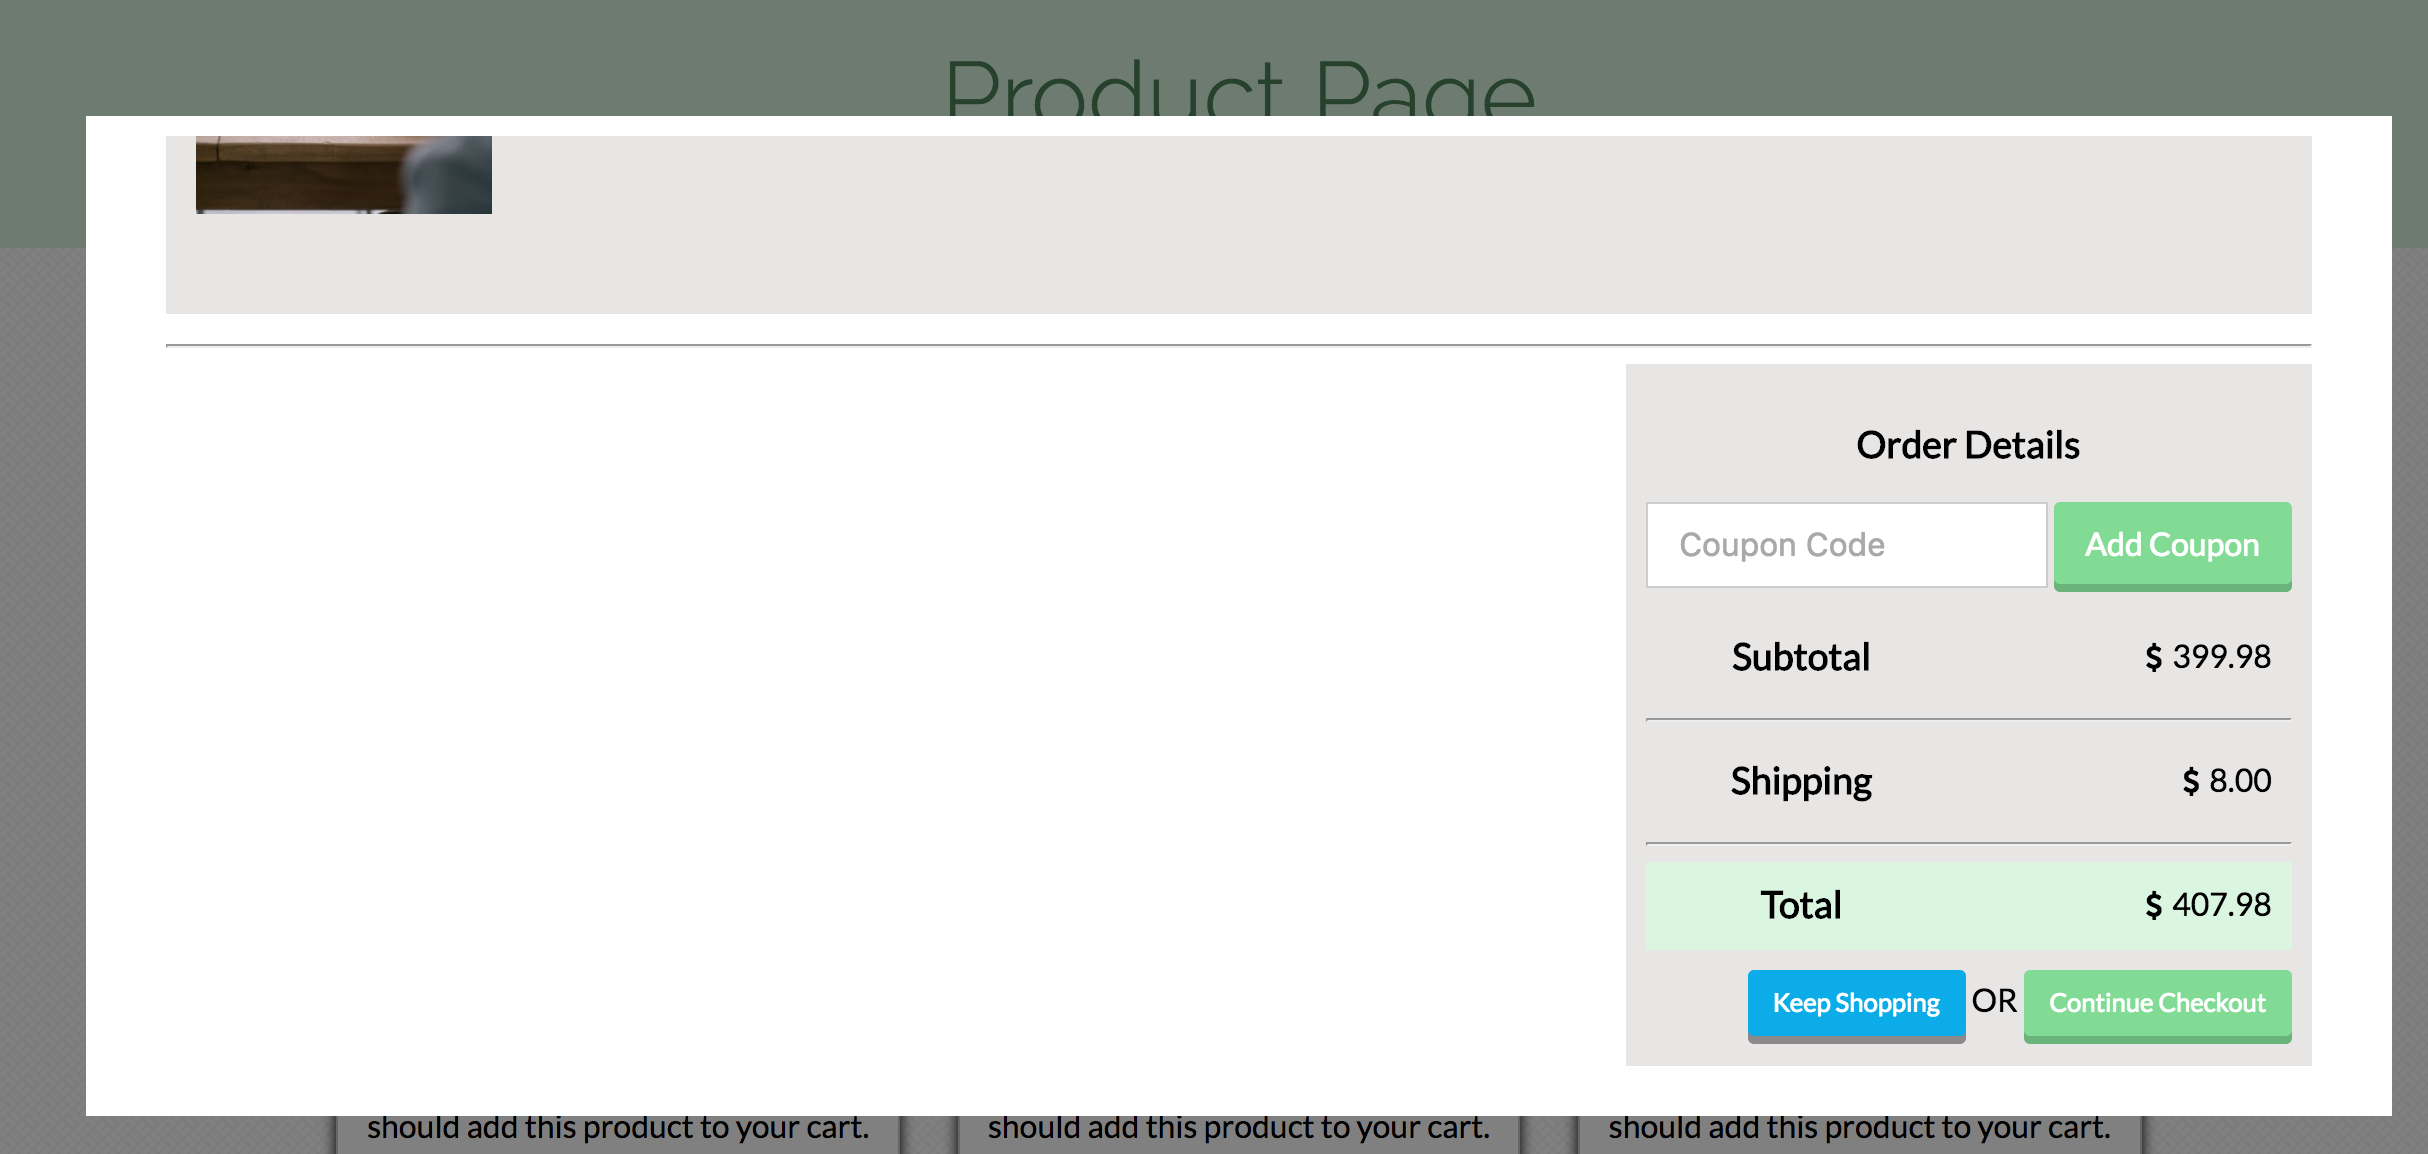 Product Page
Order Details
Coupon Code Add Coupon
Subtotal $ 399.98
Shipping $ 8.00
Total $ 407.98
Keep Shopping OR Continue Checkout
should add this product to your cart. should add this product to your cart. should add this product to your cart.